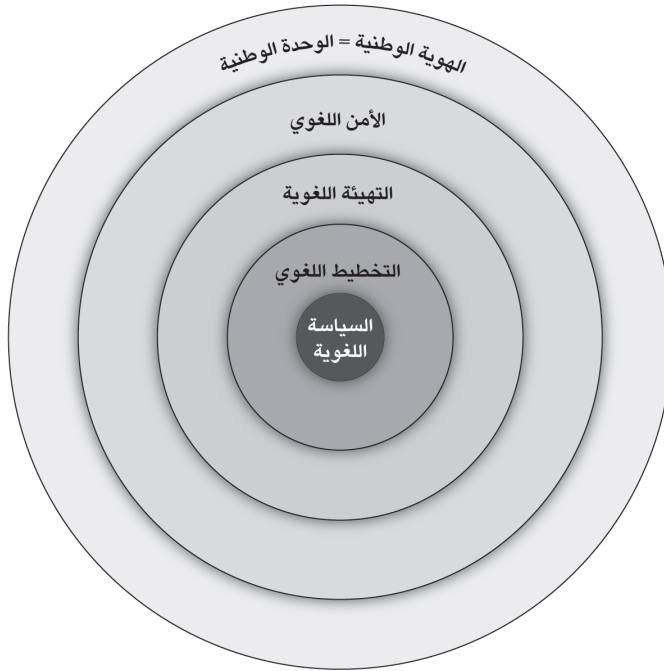 الهوية الوطنية = الوحدة الوطنية
الأمن اللغوي
التهيئة اللغوية
التخطيط اللغوي
السياسة
اللغوية